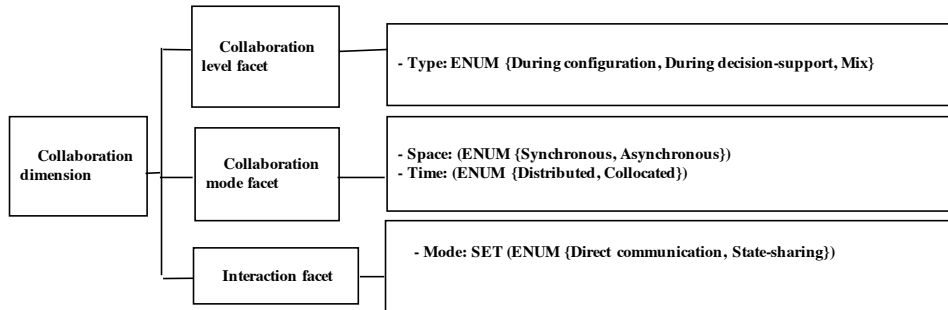 Collaboration
dimension
Collaboration
level facet
- Type: ENUM {During configuration, During decision-support, Mix}
Collaboration
mode facet
- Space: (ENUM {Synchronous, Asynchronous})
- Time: (ENUM {Distributed, Collocated})
Interaction facet
- Mode: SET (ENUM {Direct communication, State-sharing})